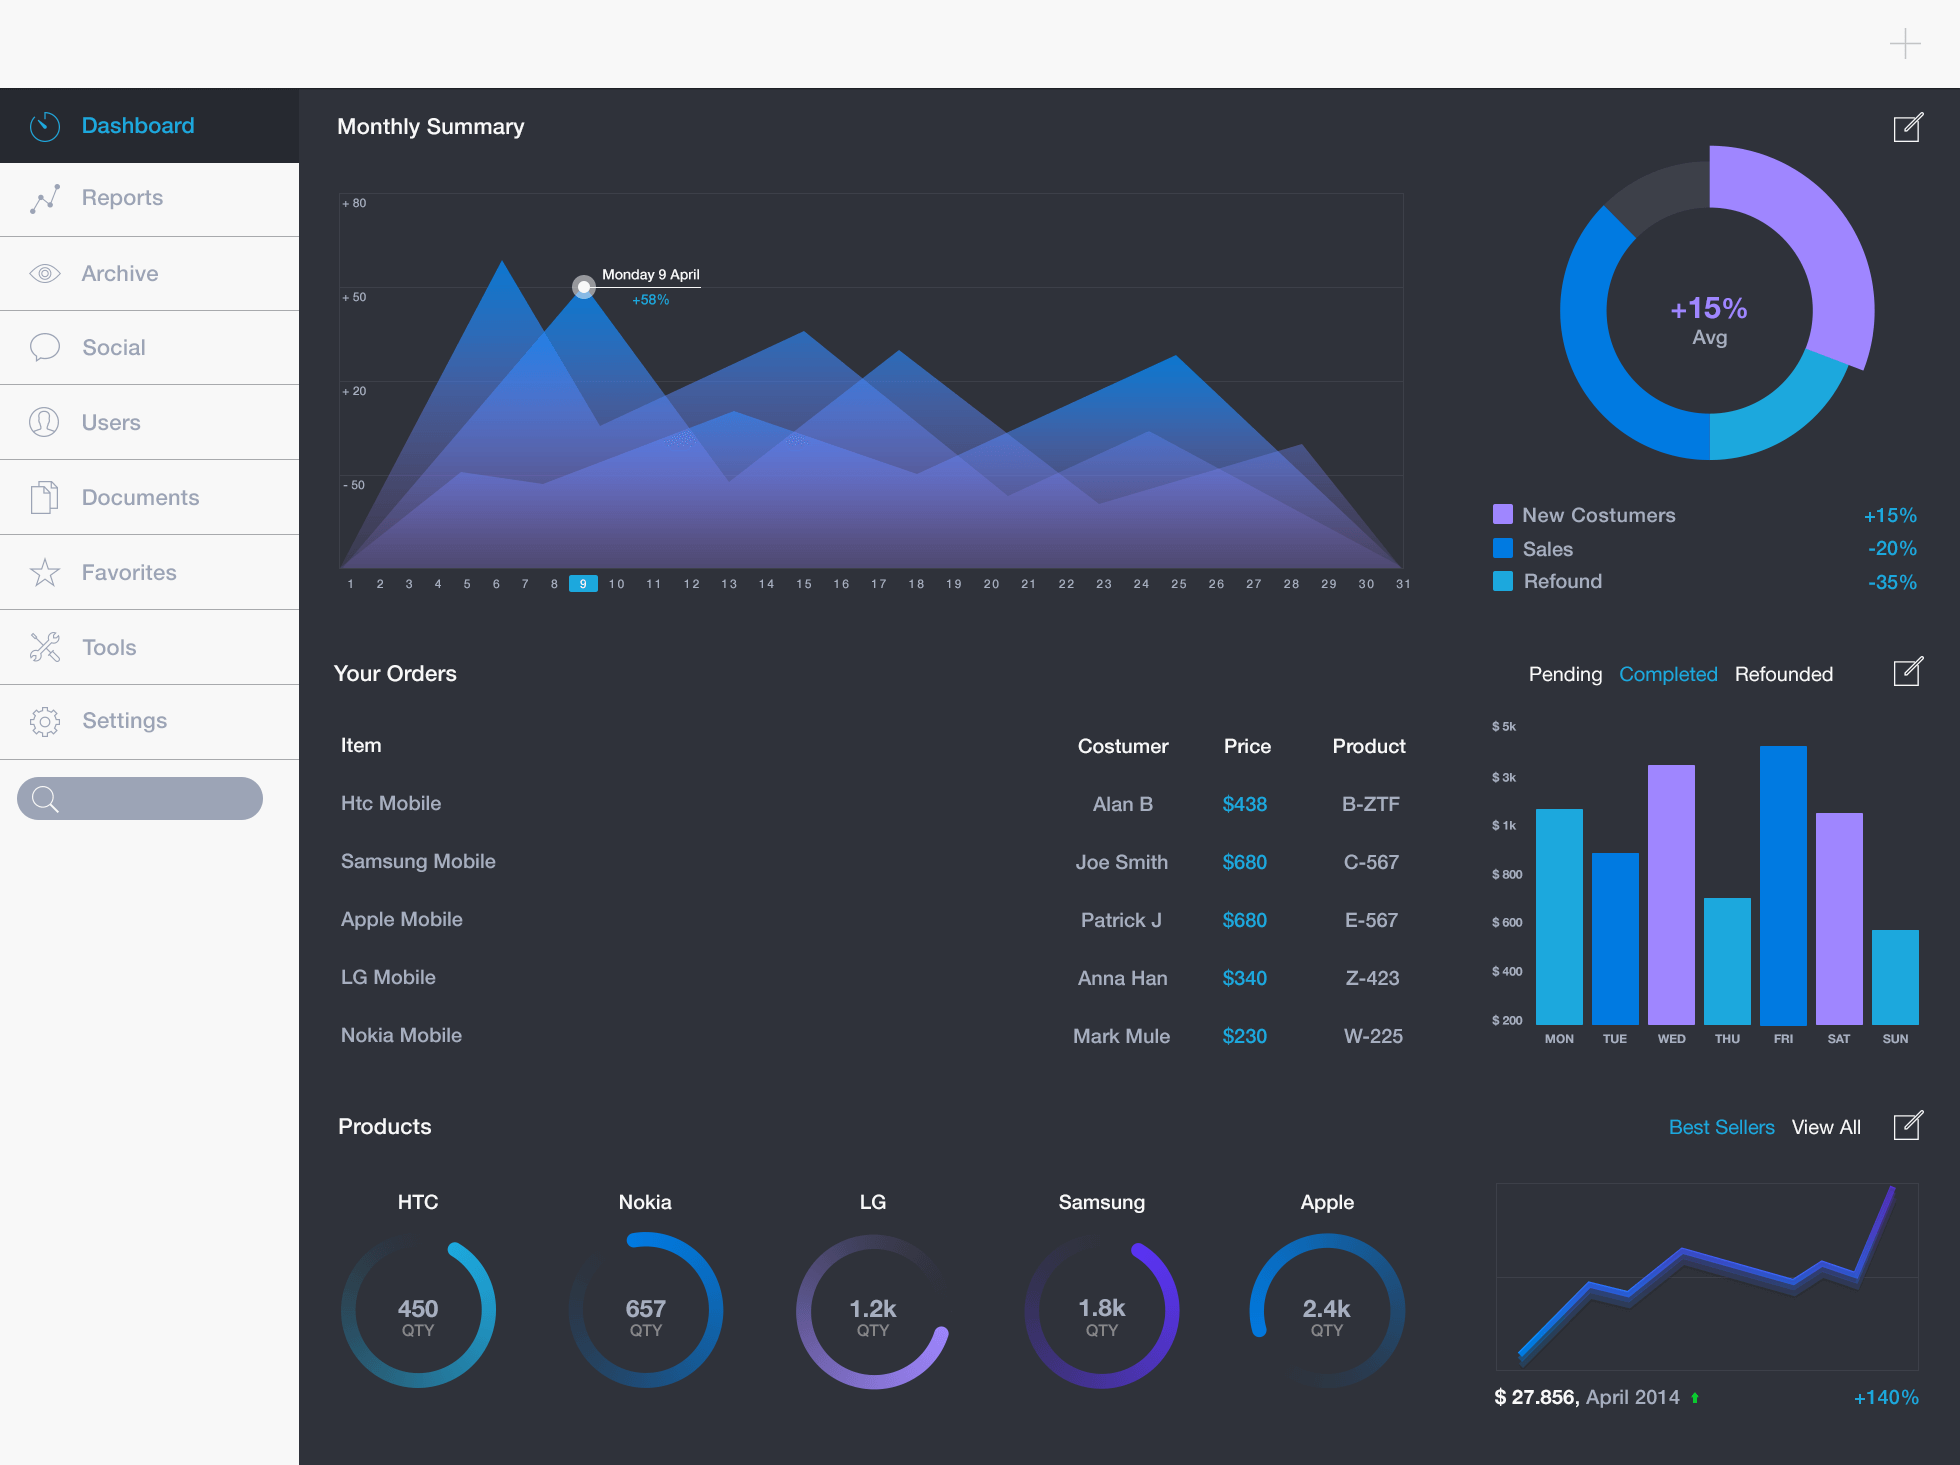 Dashboard
Reports
Archive
Social
Users
Documents
Favorites
Tools
Settings
Monthly Summary
+ 80
+ 50
+ 20
- 50
Monday 9 April
+58%
1 2 3 4 5 6 7 8 9 10 11 12 13 14 15 16 17 18 19 20 21 22 23 24 25 26 27 28 29 30 31
+15%
Avg
New Costumers +15%
Sales -20%
Refound -35%
Your Orders
Item Costumer Price Product
Htc Mobile Alan B $438 B-ZTF
Samsung Mobile Joe Smith $680 C-567
Apple Mobile Patrick J $680 E-567
LG Mobile Anna Han $340 Z-423
Nokia Mobile Mark Mule $230 W-225
Pending Completed Refounded
$ 5k
$ 3k
$ 1k
$ 800
$ 600
$ 400
$ 200
MON TUE WED THU FRI SAT SUN
Products
HTC Nokia LG Samsung Apple
450 657 1.2k 1.8k 2.4k
QTY QTY QTY QTY QTY
Best Sellers View All
$ 27.856, April 2014 +140%